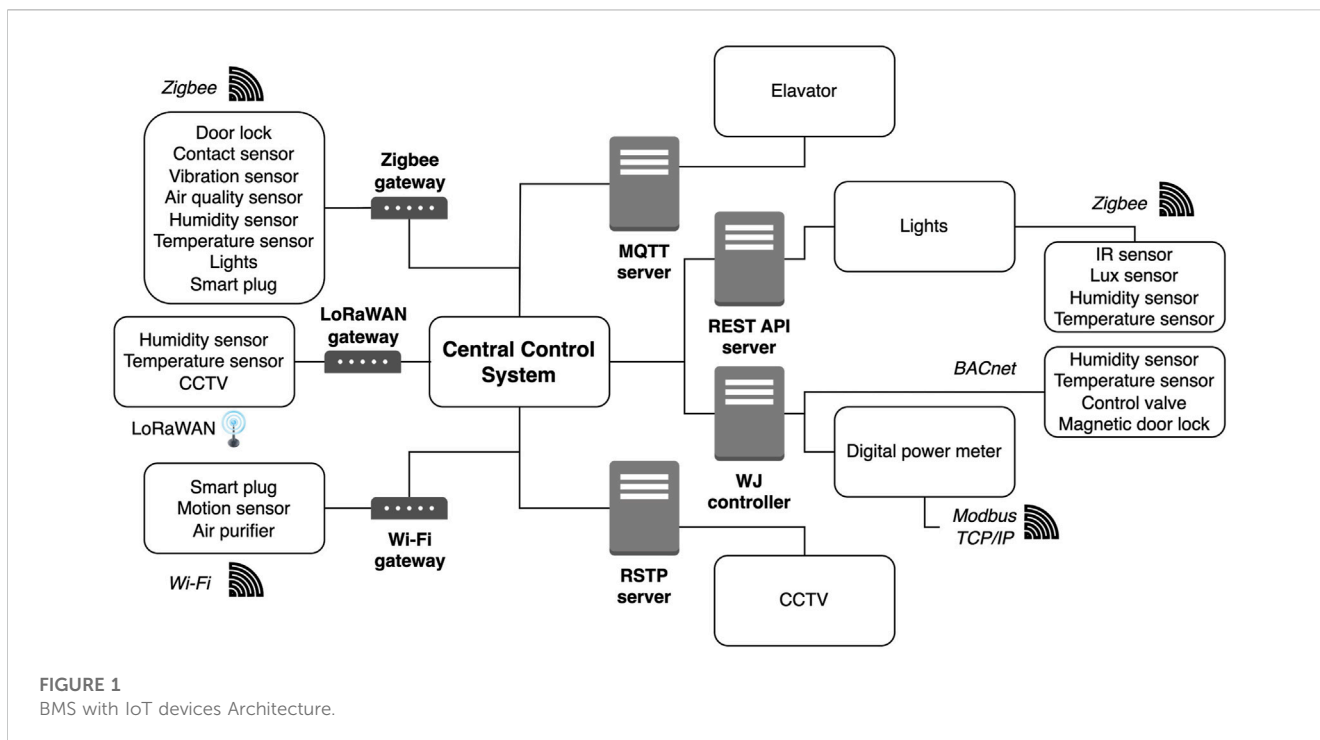 Zigbee
Door lock
Contact sensor
Vibration sensor
Air quality sensor
Humidity sensor
Temperature sensor
Lights
Smart plug
Zigbee
gateway
Humidity sensor
Temperature sensor
CCTV
LoRaWAN
LoRaWAN
gateway
Smart plug
Motion sensor
Air purifier
Wi-Fi
Wi-Fi
gateway
Central Control
System
MQTT
server
Elavator
REST API
server
Lights
Zigbee
IR sensor
Lux sensor
Humidity sensor
Temperature sensor
WJ
controller
BACnet
Humidity sensor
Temperature sensor
Control valve
Magnetic door lock
Digital power meter
Modbus
TCP/IP
RSTP
server
CCTV
FIGURE 1
BMS with IoT devices Architecture.